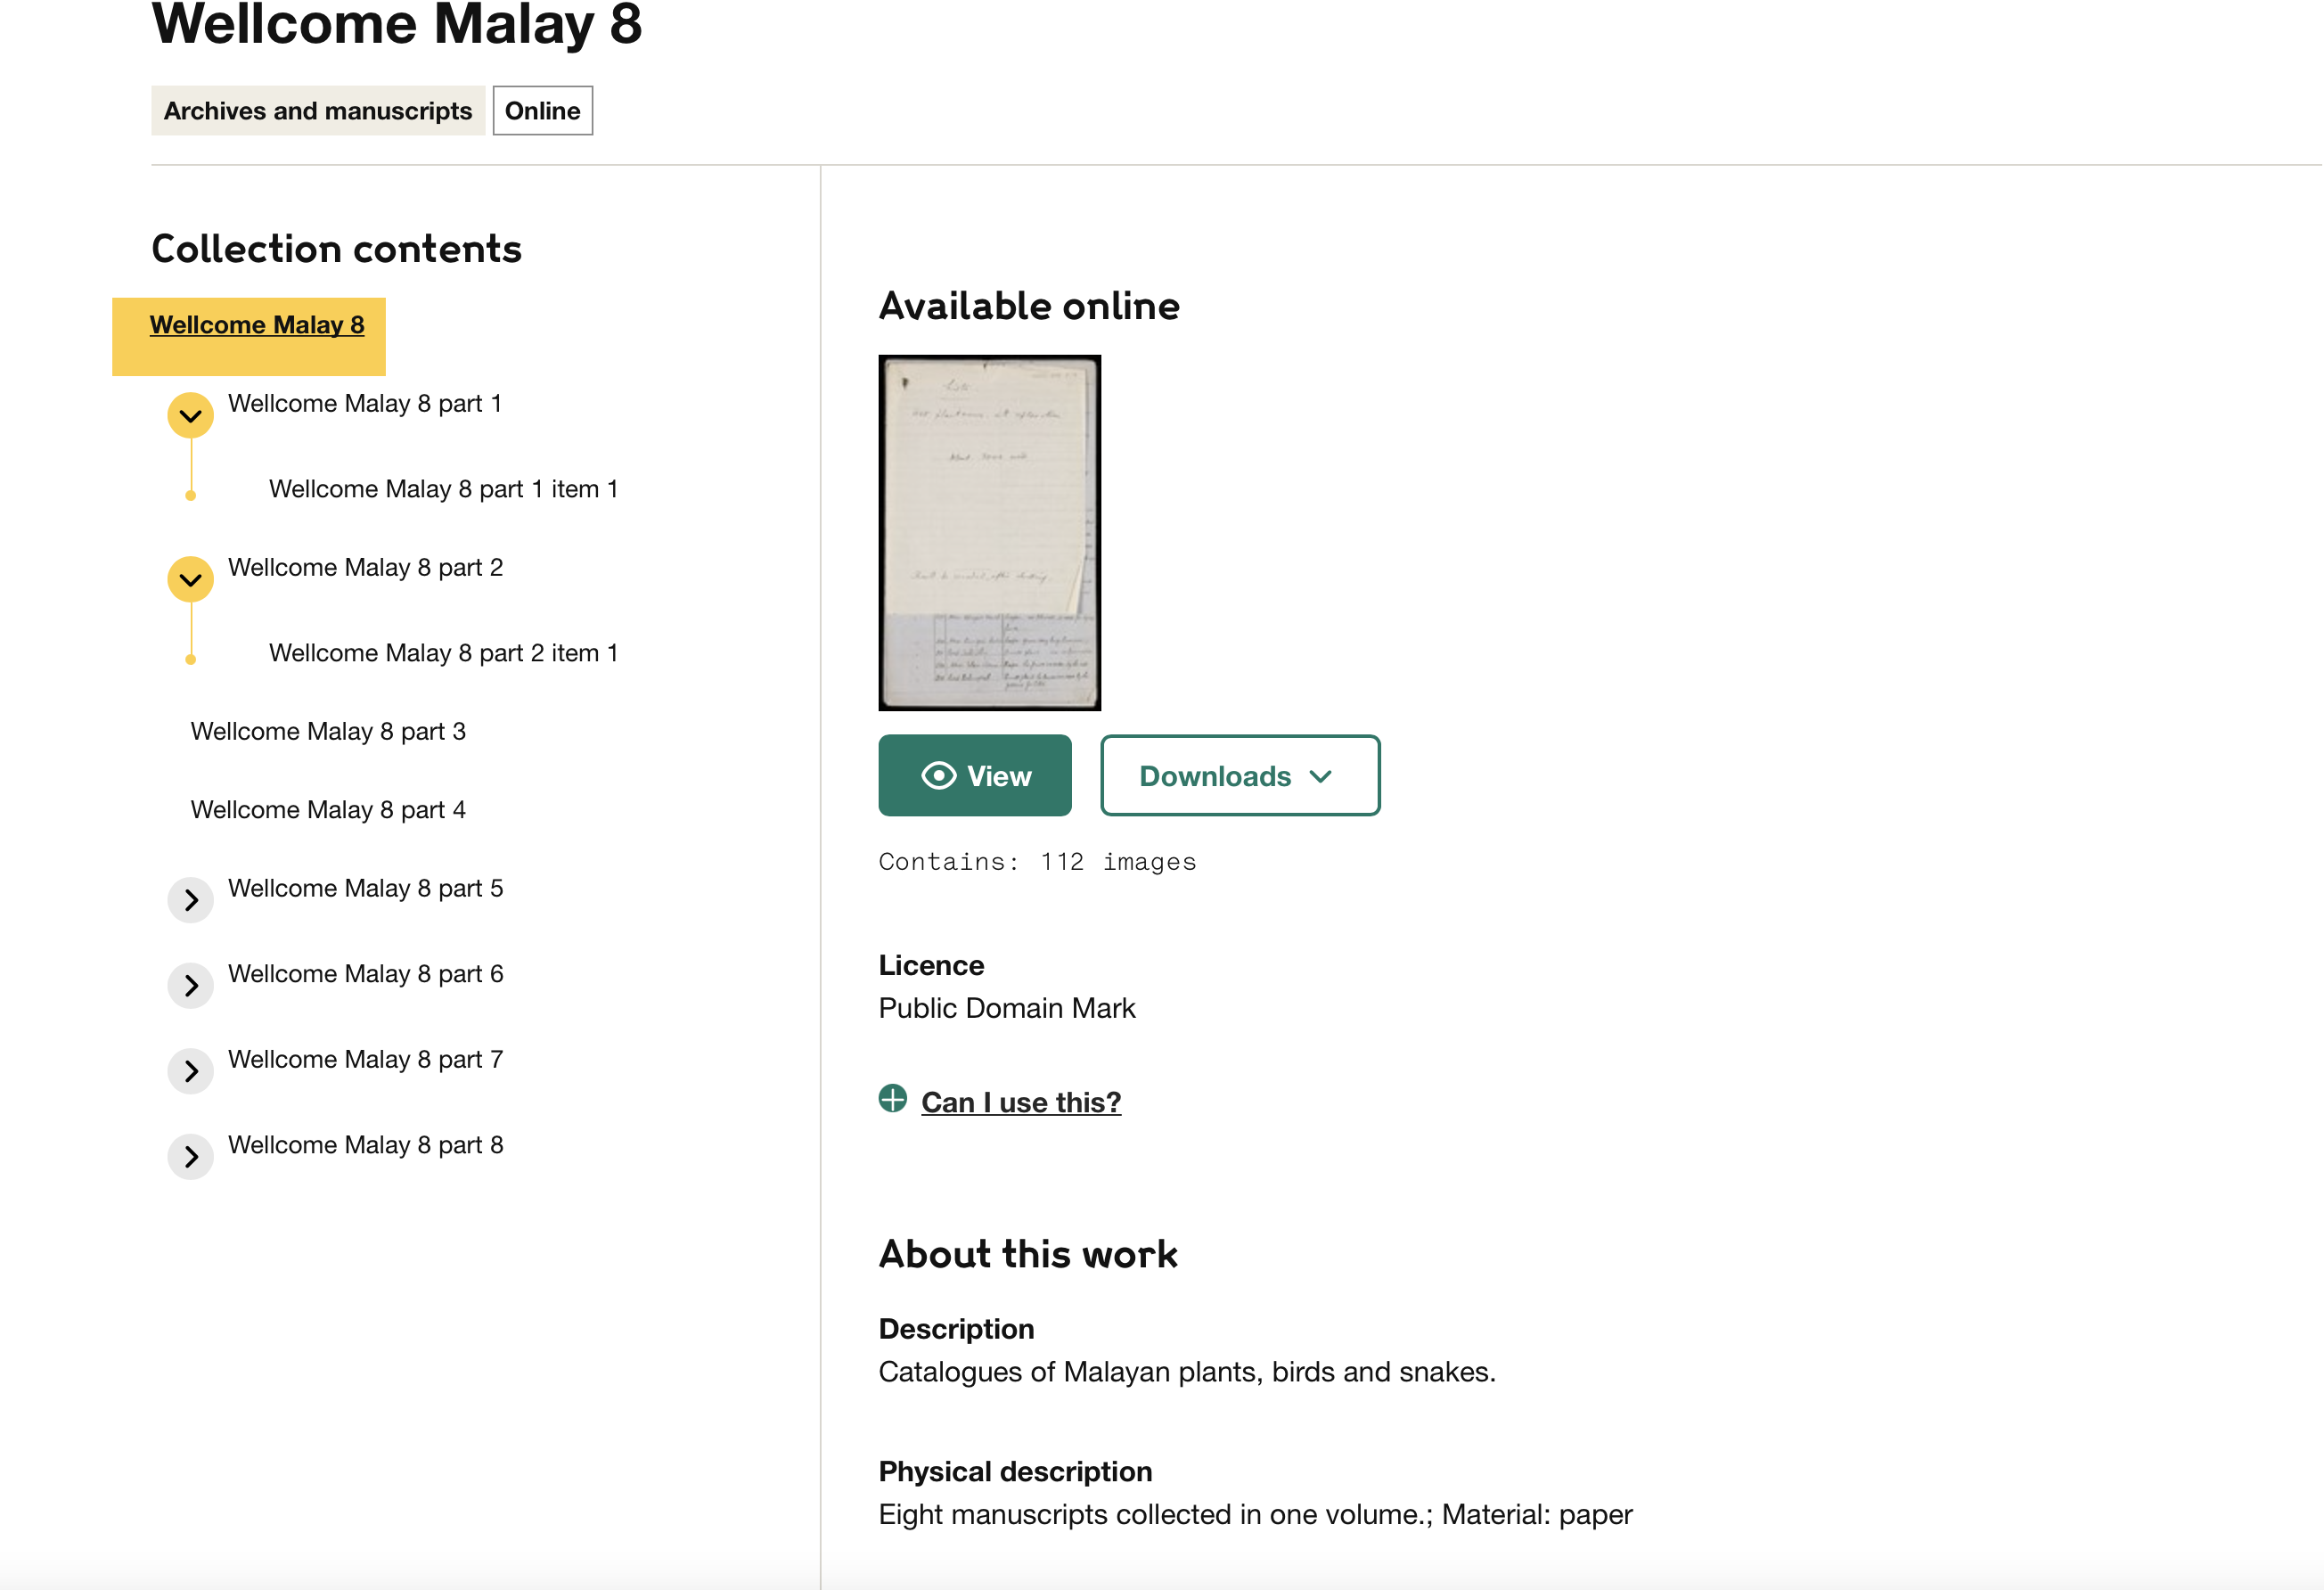 Wellcome Malay 8
Archives and manuscripts
Online
Collection contents
Wellcome Malay 8
Wellcome Malay 8 part 1
Wellcome Malay 8 part 1 item 1
Wellcome Malay 8 part 2
Wellcome Malay 8 part 2 item 1
Wellcome Malay 8 part 3
Wellcome Malay 8 part 4
Wellcome Malay 8 part 5
Wellcome Malay 8 part 6
Wellcome Malay 8 part 7
Wellcome Malay 8 part 8
Available online
View
Downloads
Contains: 112 images
Licence
Public Domain Mark
Can I use this?
About this work
Description
Catalogues of Malayan plants, birds and snakes.
Physical description
Eight manuscripts collected in one volume.; Material: paper